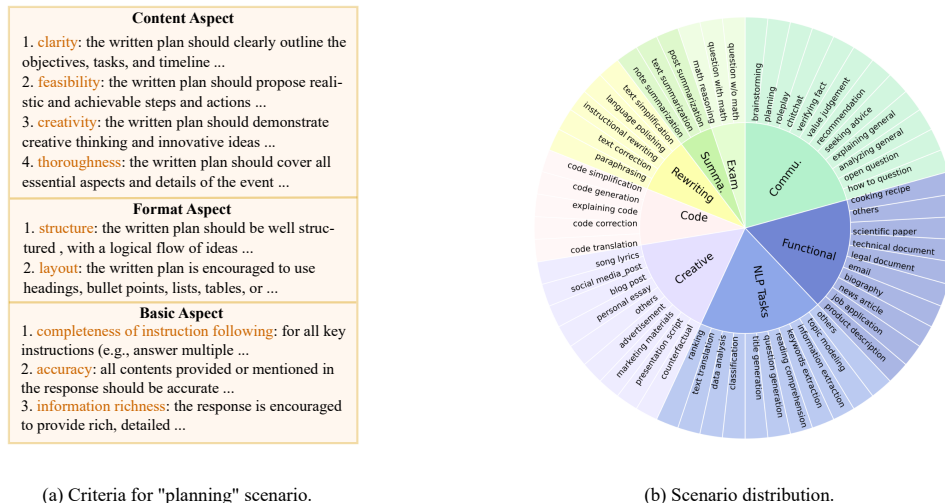 Content Aspect
1. clarity: the written plan should clearly outline the
objectives, tasks, and timeline ...
2. feasibility: the written plan should propose reali-
stic and achievable steps and actions ...
3. creativity: the written plan should demonstrate
creative thinking and innovative ideas ...
4. thoroughness: the written plan should cover all
essential aspects and details of the event ...
Format Aspect
1. structure: the written plan should be well struc-
tured , with a logical flow of ideas ...
2. layout: the written plan is encouraged to use
headings, bullet points, lists, tables, or ...
Basic Aspect
1. completeness of instruction following: for all key
instructions (e.g., answer multiple ...
2. accuracy: all contents provided or mentioned in
the response should be accurate ...
3. information richness: the response is encouraged
to provide rich, detailed ...
(a) Criteria for "planning" scenario.
Commu.
brainstorming
planning
roleplay
chitchat
verifying fact
value judgement
recommendation
seeking advice
explaining general
analyzing general
open question
how to question
Functional
cooking recipe
others
scientific paper
technical document
legal document
email
biography
news article
job application
product description
NLP Tasks
others
topic modeling
information extraction
keywords extraction
reading comprehension
question generation
title generation
classification
data analysis
text translation
ranking
Creative
counterfactual
presentation script
marketing materials
advertisement
others
personal essay
blog post
social media_post
song lyrics
Code
code translation
code correction
explaining code
code generation
code simplification
Rewriting
paraphrasing
text correction
instructional rewriting
language polishing
text simplification
Summa.
note summarization
text summarization
post summarization
Exam
math reasoning
question with math
question w/o math
(b) Scenario distribution.